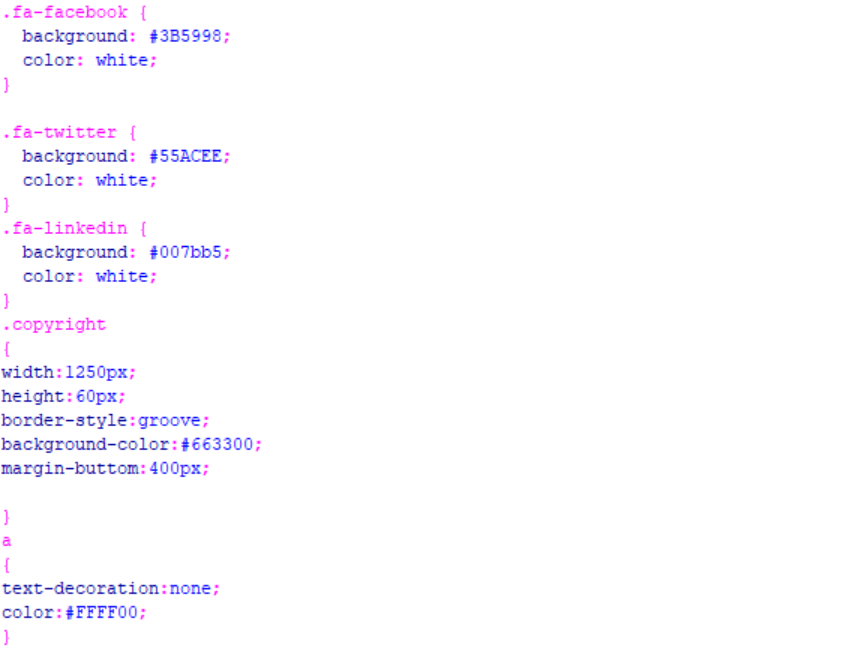 .fa-facebook {
  background: #3B5998;
  color: white;
}

.fa-twitter {
  background: #55ACEE;
  color: white;
}
.fa-linkedin {
  background: #007bb5;
  color: white;
}
.copyright
{
width:1250px;
height:60px;
border-style:groove;
background-color:#663300;
margin-buttom:400px;

}
a
{
text-decoration:none;
color:#FFFF00;
}